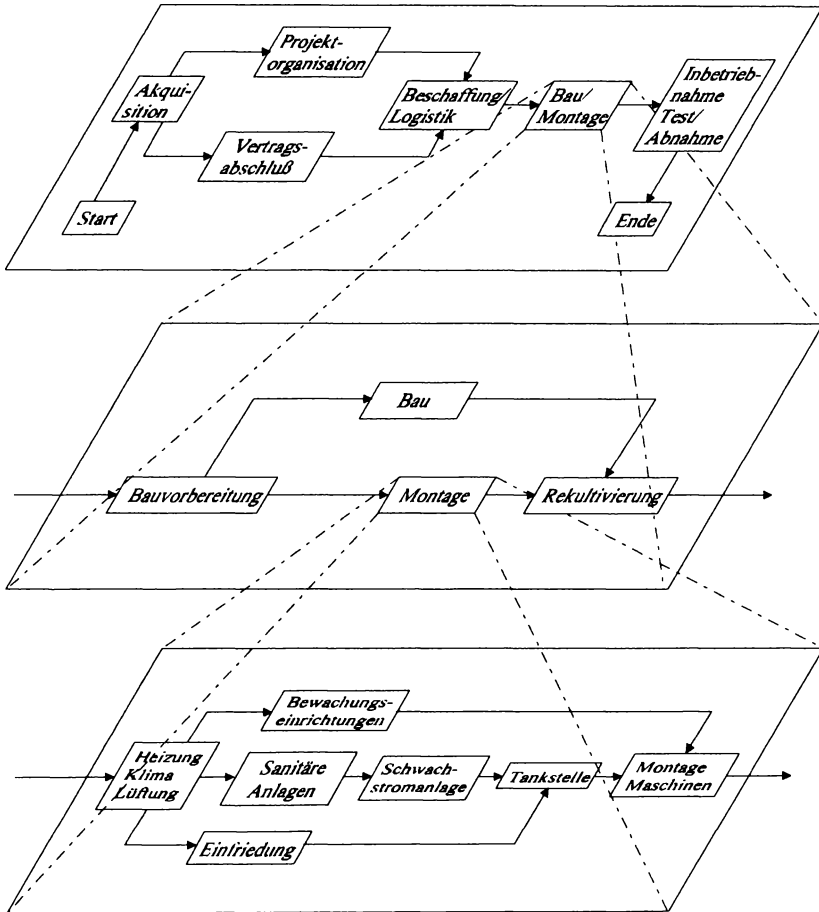 Projekt-
organisation
Akqui-
sition
Vertrags-
abschluß
Start
Beschaffung/
Logistik
Bau/
Montage
Inbetrieb-
nahme
Test/
Abnahme
Ende
Bau
Bauvorbereitung
Montage
Rekultivierung
Bewachungs-
einrichtungen
Heizung
Klima
Lüftung
Sanitäre
Anlagen
Schwach-
stromanlage
Tankstelle
Montage
Maschinen
Einfriedung